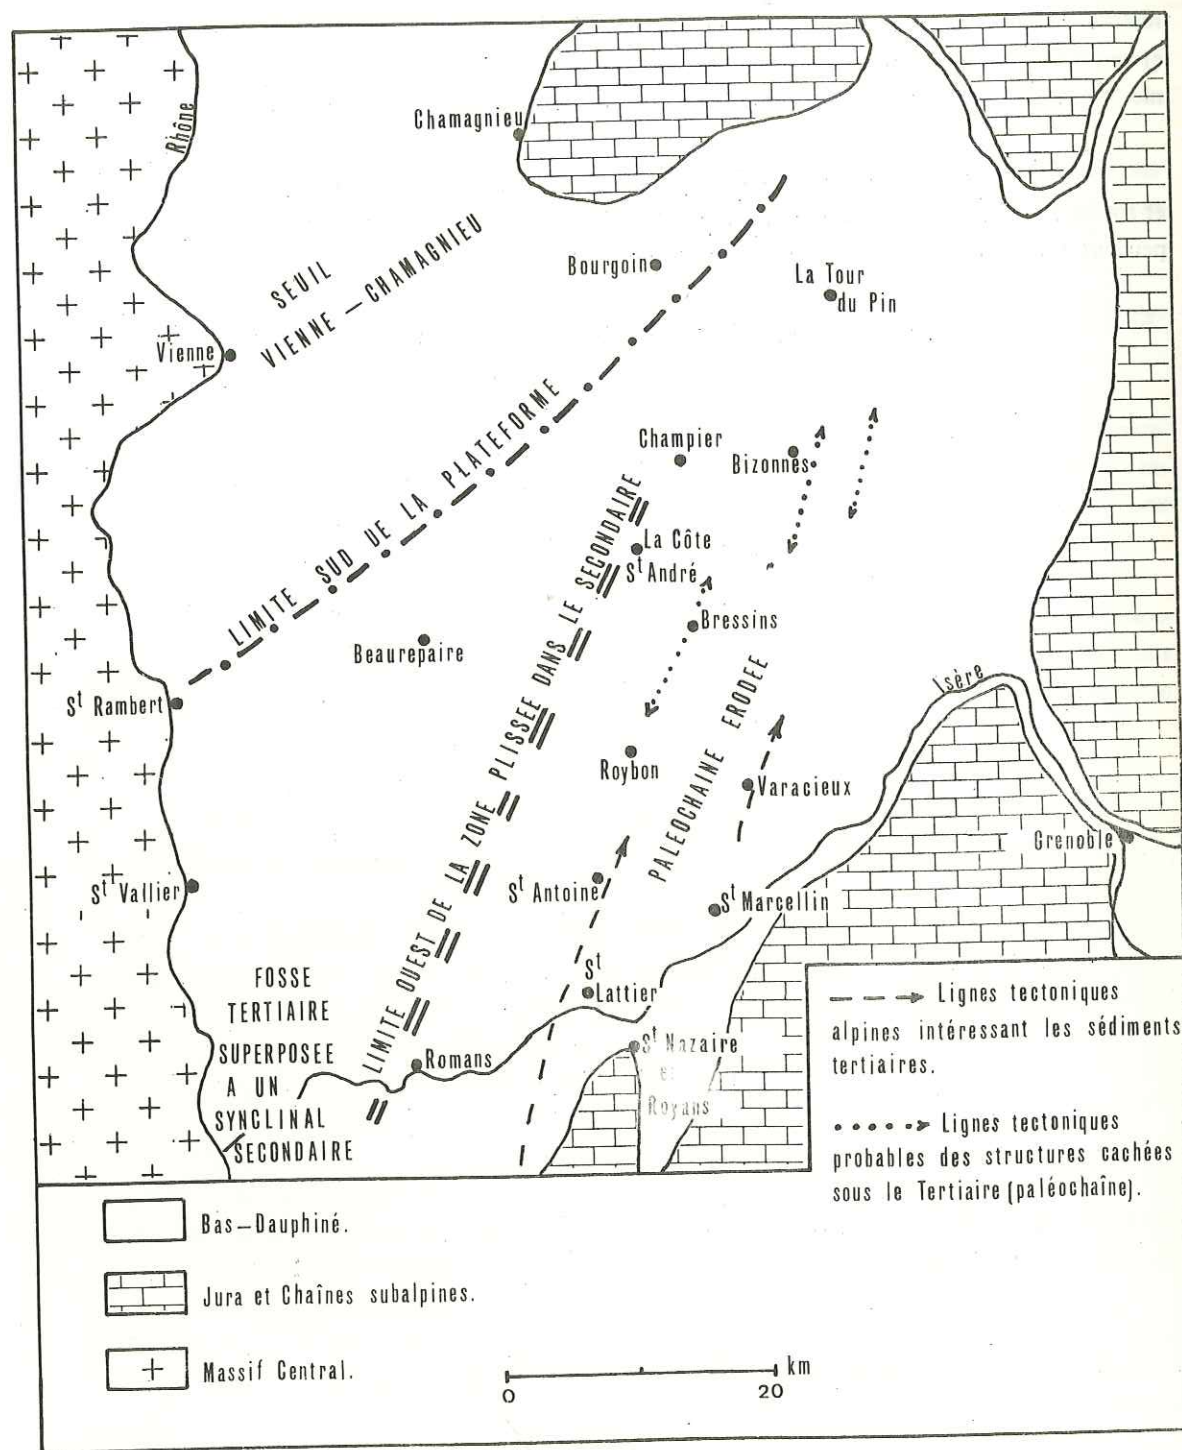 Chamagnieu
Rhône
SEUIL
VIENNE — CHAMAGNIEU
Bourgoin
La Tour
du Pin
Vienne
LIMITE SUD DE LA PLATEFORME
Champier
Bizonnes
La Côte
St André
Bressins
Beaurepaire
LIMITE OUEST DE LA ZONE PLISSEE DANS LE SECONDAIRE
Isère
St Rambert
Roybon
PALEOCHAINE ERODEE
Varacieux
Grenoble
St Vallier
St Antoine
St Marcellin
FOSSE
TERTIAIRE
SUPERPOSEE
A UN
SYNCLINAL
SECONDAIRE
St
Lattier
Romans
St Nazaire
en
Royans
Lignes tectoniques
alpines intéressant les sédiments
tertiaires.
Lignes tectoniques
probables des structures cachées
sous le Tertiaire (paléochaîne).
Bas—Dauphiné.
Jura et Chaînes subalpines.
Massif Central.
km
0 20